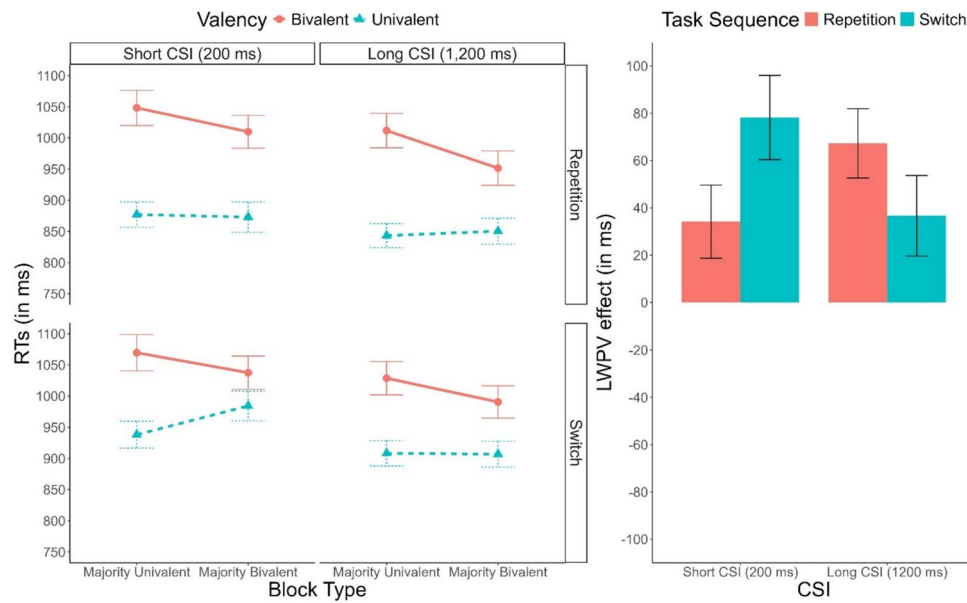 Valency Bivalent Univalent
Short CSI (200 ms) Long CSI (1,200 ms)
RTs (in ms)
1100
1050
1000
950
900
850
800
750
Repetition
1100
1050
1000
950
900
850
800
750
Switch
Majority Univalent Majority Bivalent Majority Univalent Majority Bivalent
Block Type
Task Sequence Repetition Switch
LWPV effect (in ms)
100
80
60
40
20
0
-20
-40
-60
-80
-100
Short CSI (200 ms) Long CSI (1200 ms)
CSI